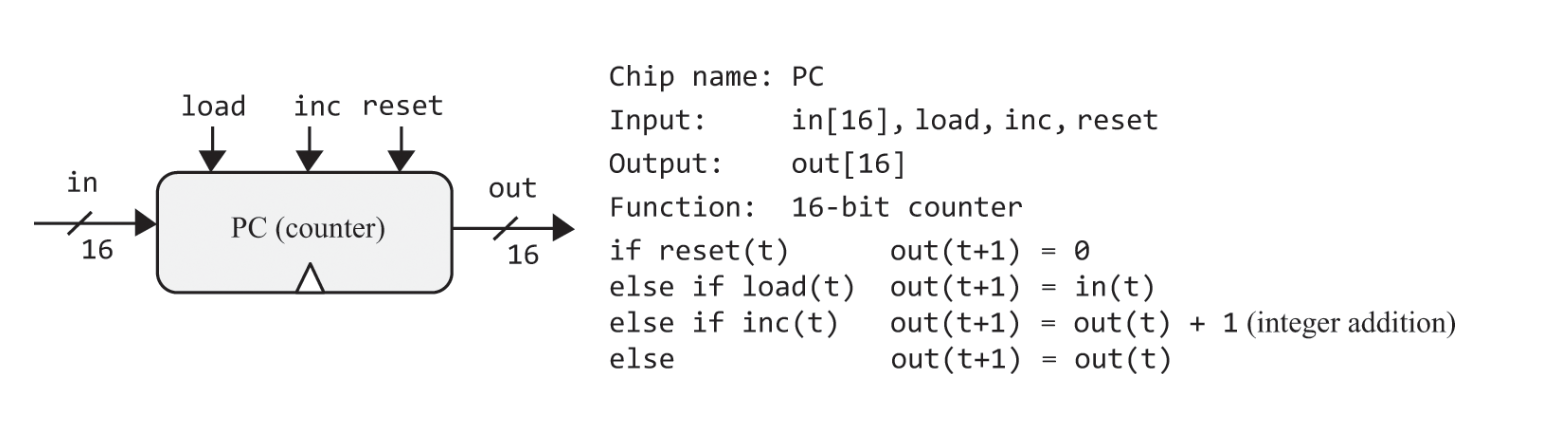 load inc reset
in
16
PC (counter)
out
16
Chip name: PC
Input: in[16], load, inc, reset
Output: out[16]
Function: 16-bit counter
if reset(t) out(t+1) = 0
else if load(t) out(t+1) = in(t)
else if inc(t) out(t+1) = out(t) + 1 (integer addition)
else out(t+1) = out(t)